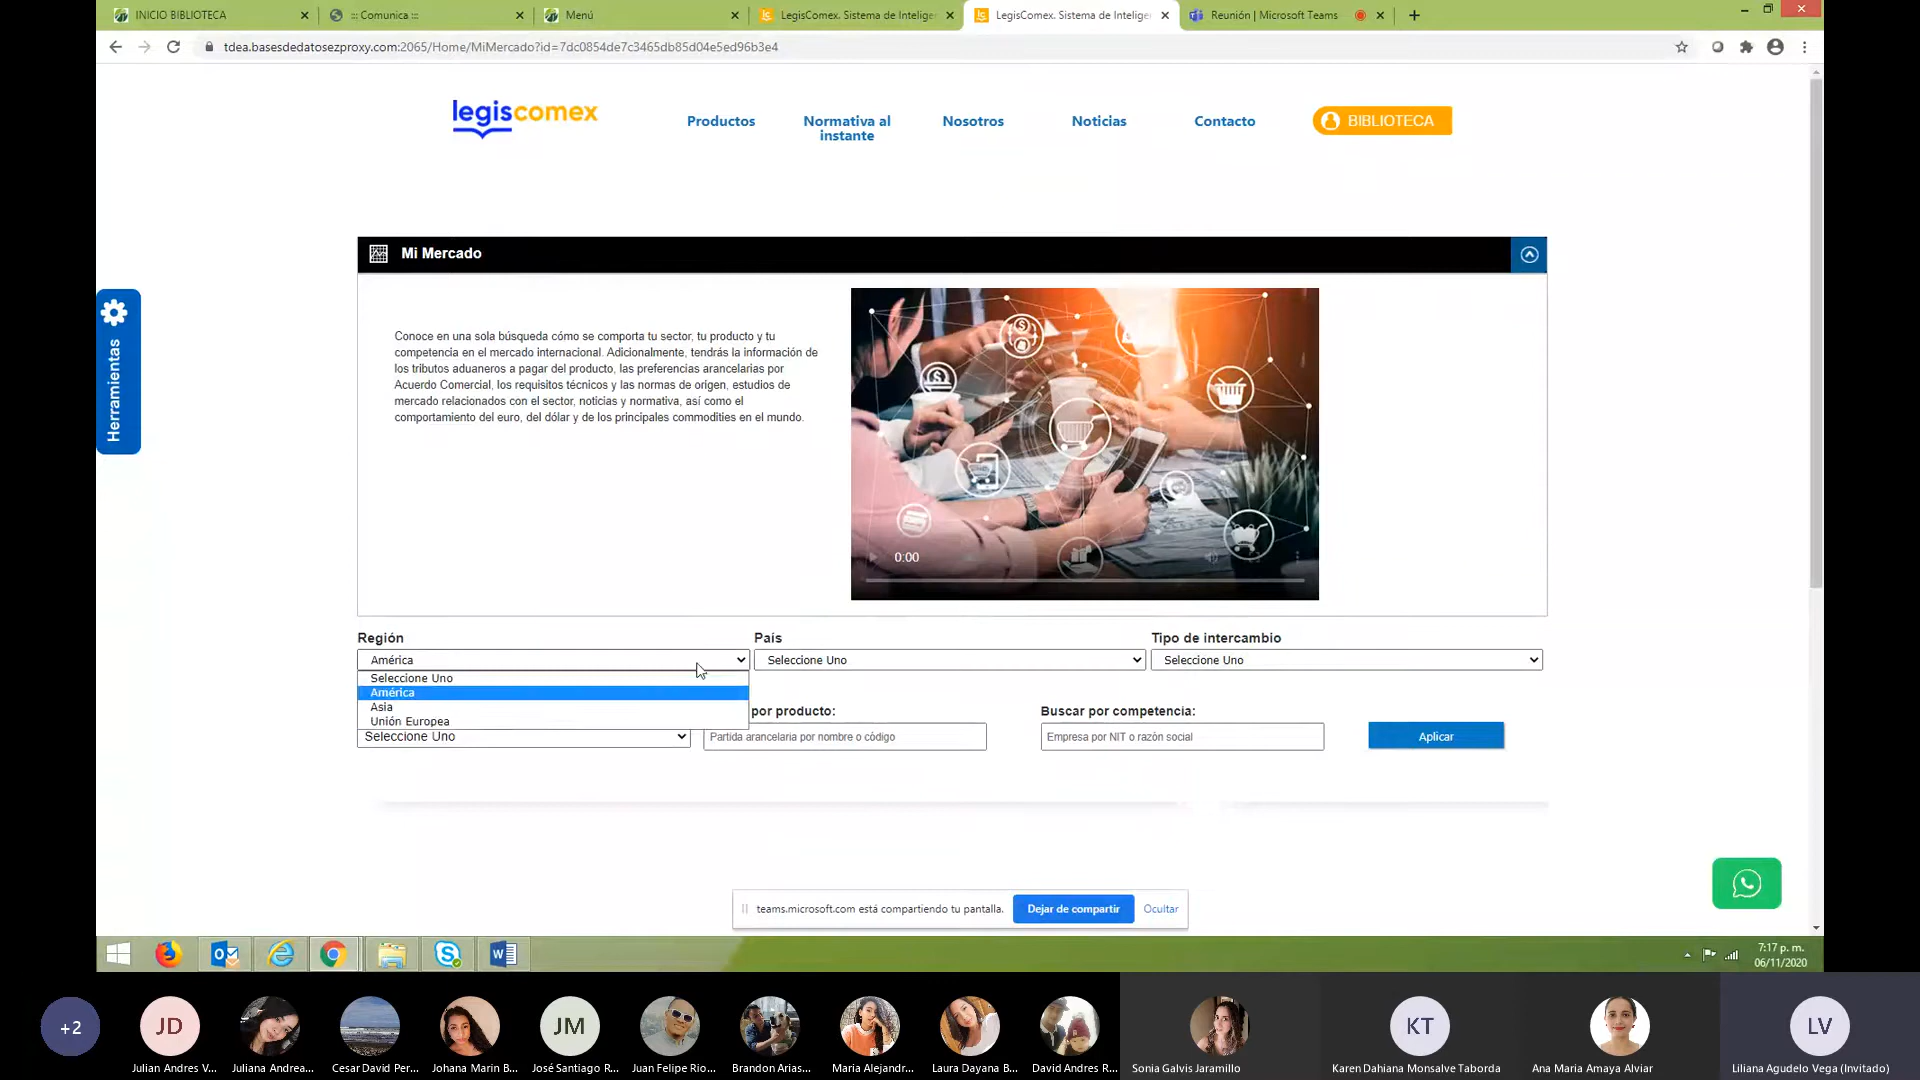 INICIO BIBLIOTECA
::: Comunica :::
Menú
LegisComex. Sistema de Intelige
LegisComex. Sistema de Intelige
Reunión | Microsoft Teams
tdea.basesdedatosezproxy.com:2065/Home/MiMercado?id=7dc0854de7c3465db85d04e5ed96b3e4
legiscomex
Productos
Normativa al
instante
Nosotros
Noticias
Contacto
BIBLIOTECA
Mi Mercado
Herramientas
Conoce en una sola búsqueda cómo se comporta tu sector, tu producto y tu
competencia en el mercado internacional. Adicionalmente, tendrás la información de
los tributos aduaneros a pagar del producto, las preferencias arancelarias por
Acuerdo Comercial, los requisitos técnicos y las normas de origen, estudios de
mercado relacionados con el sector, noticias y normativa, así como el
comportamiento del euro, del dólar y de los principales commodities en el mundo.
0:00
Región
País
Tipo de intercambio
América
Seleccione Uno
Seleccione Uno
Seleccione Uno
América
Asia
Unión Europea
por producto:
Buscar por competencia:
Seleccione Uno
Partida arancelaria por nombre o código
Empresa por NIT o razón social
Aplicar
teams.microsoft.com está compartiendo tu pantalla.
Dejar de compartir
Ocultar
7:17 p. m.
06/11/2020
+2
JD
JM
KT
LV
Julian Andres V...
Juliana Andrea...
Cesar David Per...
Johana Marin B...
José Santiago R...
Juan Felipe Rio...
Brandon Arias...
Maria Alejandr...
Laura Dayana B...
David Andres R...
Sonia Galvis Jaramillo
Karen Dahiana Monsalve Taborda
Ana Maria Amaya Alviar
Liliana Agudelo Vega (Invitado)